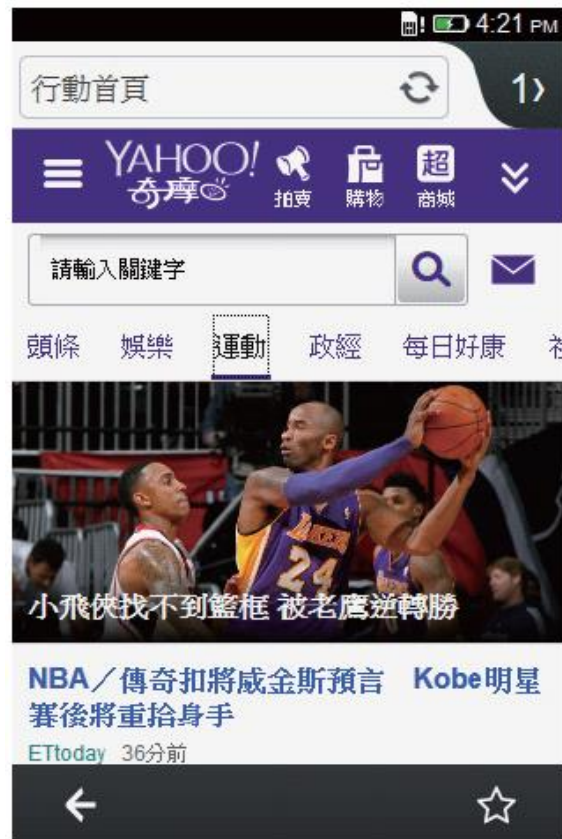 4:21 PM
行動首頁
1
YAHOO!
奇摩
拍賣
購物
超
商城
請輸入關鍵字
頭條 娛樂 運動 政經 每日好康
LAKERS
24
小飛俠找不到籃框 被老鷹逆轉勝
NBA／傳奇扣將威金斯預言 Kobe明星
賽後將重拾身手
ETtoday 36分前